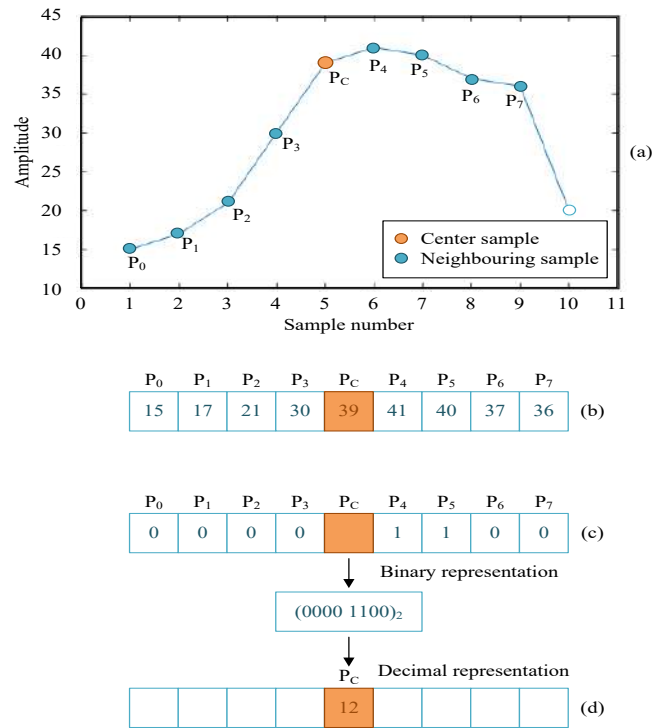 45
40
35
30
25
20
15
10
Amplitude
P0
P1
P2
P3
PC
P4
P5
P6
P7
(a)
Center sample
Neighbouring sample
0 1 2 3 4 5 6 7 8 9 10 11
Sample number
P0 P1 P2 P3 PC P4 P5 P6 P7
15 17 21 30 39 41 40 37 36 (b)
P0 P1 P2 P3 PC P4 P5 P6 P7
0 0 0 0 1 1 0 0 (c)
Binary representation
(0000 1100)2
Decimal representation
PC
12 (d)